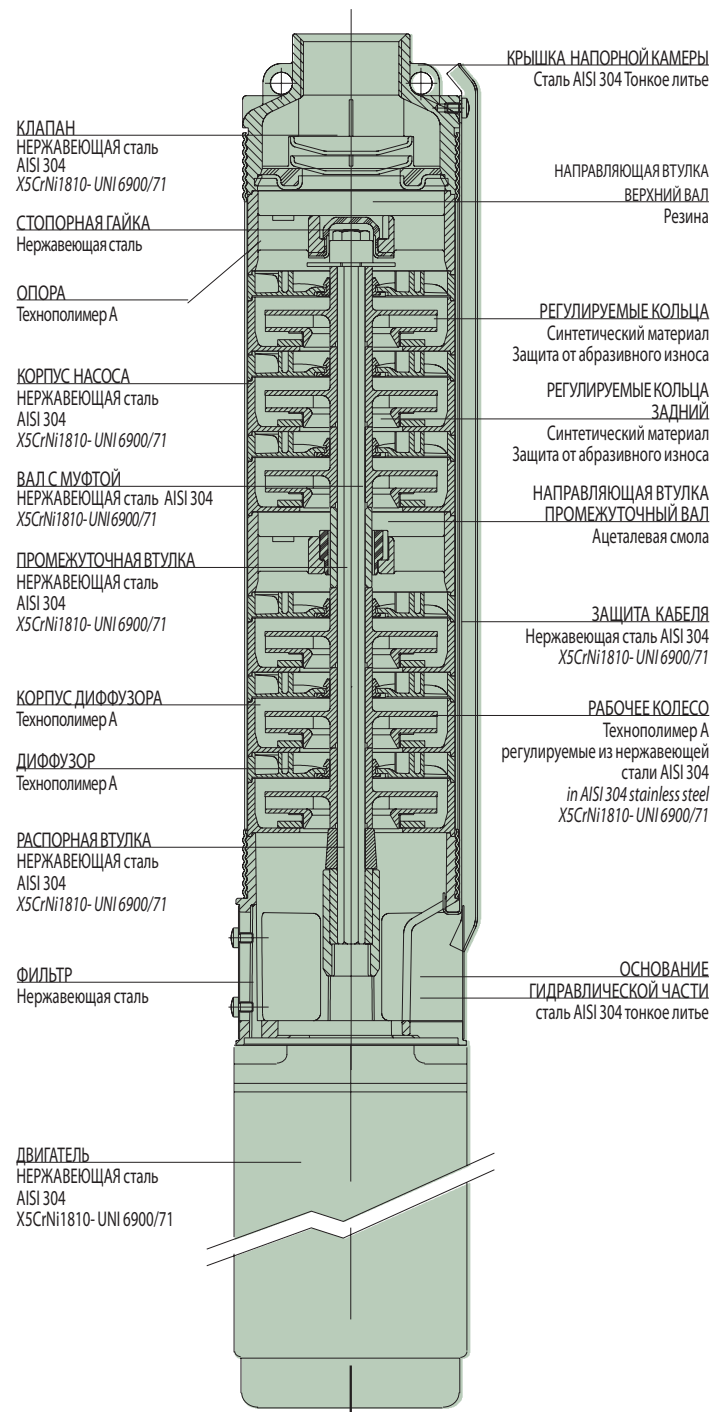 КЛАПАН
НЕРЖАВЕЮЩАЯ сталь
AISI 304
X5CrNi1810- UNI 6900/71
СТОПОРНАЯ ГАЙКА
Нержавеющая сталь
ОПОРА
Технополимер А
КОРПУС НАСОСА
НЕРЖАВЕЮЩАЯ сталь
AISI 304
X5CrNi1810- UNI 6900/71
ВАЛ С МУФТОЙ
НЕРЖАВЕЮЩАЯ сталь AISI 304
X5CrNi1810- UNI 6900/71
ПРОМЕЖУТОЧНАЯ ВТУЛКА
НЕРЖАВЕЮЩАЯ сталь
AISI 304
X5CrNi1810- UNI 6900/71
КОРПУС ДИФФУЗОРА
Технополимер А
ДИФФУЗОР
Технополимер А
РАСПОРНАЯ ВТУЛКА
НЕРЖАВЕЮЩАЯ сталь
AISI 304
X5CrNi1810- UNI 6900/71
ФИЛЬТР
Нержавеющая сталь
ДВИГАТЕЛЬ
НЕРЖАВЕЮЩАЯ сталь
AISI 304
X5CrNi1810- UNI 6900/71
КРЫШКА НАПОРНОЙ КАМЕРЫ
Сталь AISI 304 Тонкое литье
НАПРАВЛЯЮЩАЯ ВТУЛКА
ВЕРХНИЙ ВАЛ
Резина
РЕГУЛИРУЕМЫЕ КОЛЬЦА
Синтетический материал
Защита от абразивного износа
РЕГУЛИРУЕМЫЕ КОЛЬЦА
ЗАДНИЙ
Синтетический материал
Защита от абразивного износа
НАПРАВЛЯЮЩАЯ ВТУЛКА
ПРОМЕЖУТОЧНЫЙ ВАЛ
Ацеталевая смола
ЗАЩИТА КАБЕЛЯ
Нержавеющая сталь AISI 304
X5CrNi1810- UNI 6900/71
РАБОЧЕЕ КОЛЕСО
Технополимер А
регулируемые из нержавеющей
стали AISI 304
in AISI 304 stainless steel
X5CrNi1810- UNI 6900/71
ОСНОВАНИЕ
ГИДРАВЛИЧЕСКОЙ ЧАСТИ
сталь AISI 304 тонкое литье